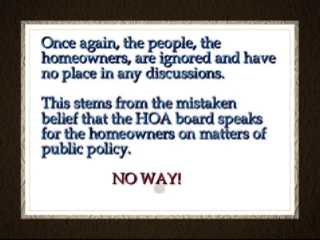 Once again, the people, the
homeowners, are ignored and have
no place in any discussions.
This stems from the mistaken
belief that the HOA board speaks
for the homeowners on matters of
public policy.
NO WAY!